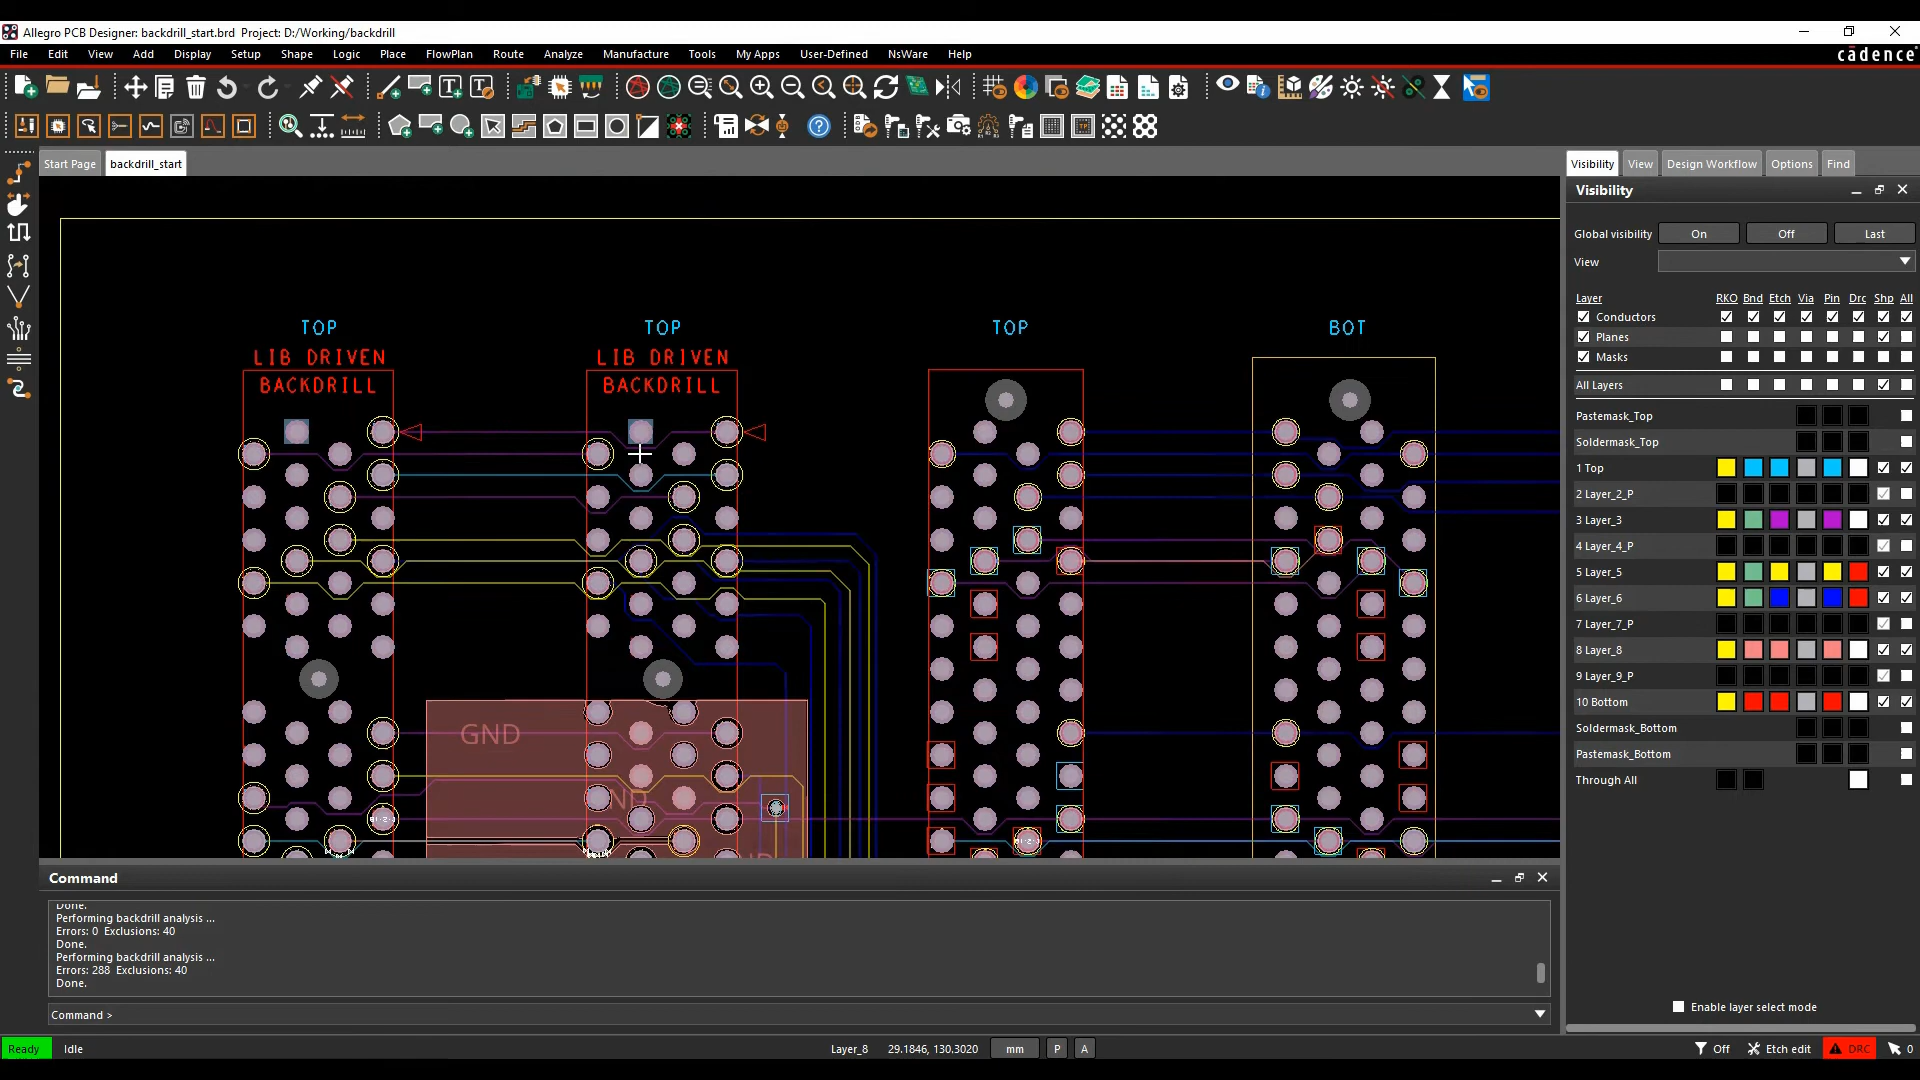 Allegro PCB Designer: backdrill_start.brd  Project: D:/Working/backdrill
File Edit View Add Display Setup Shape Logic Place FlowPlan Route Analyze Manufacture Tools My Apps User-Defined NsWare Help
cādence
Start Page backdrill_start
Visibility View Design Workflow Options Find
Visibility
Global visibility On Off Last
View
Layer RKO Bnd Etch Via Pin Drc Shp All
Conductors
Planes
Masks
All Layers
Pastemask_Top
Soldermask_Top
1 Top
2 Layer_2_P
3 Layer_3
4 Layer_4_P
5 Layer_5
6 Layer_6
7 Layer_7_P
8 Layer_8
9 Layer_9_P
10 Bottom
Soldermask_Bottom
Pastemask_Bottom
Through All
Enable layer select mode
TOP TOP TOP BOT
LIB DRIVEN LIB DRIVEN
BACKDRILL BACKDRILL
GND
Command
Done.
Performing backdrill analysis ...
Errors: 0 Exclusions: 40
Done.
Performing backdrill analysis ...
Errors: 288 Exclusions: 40
Done.
Command >
Ready Idle Layer_8 29.1846, 130.3020 mm P A Off Etch edit DRC 0